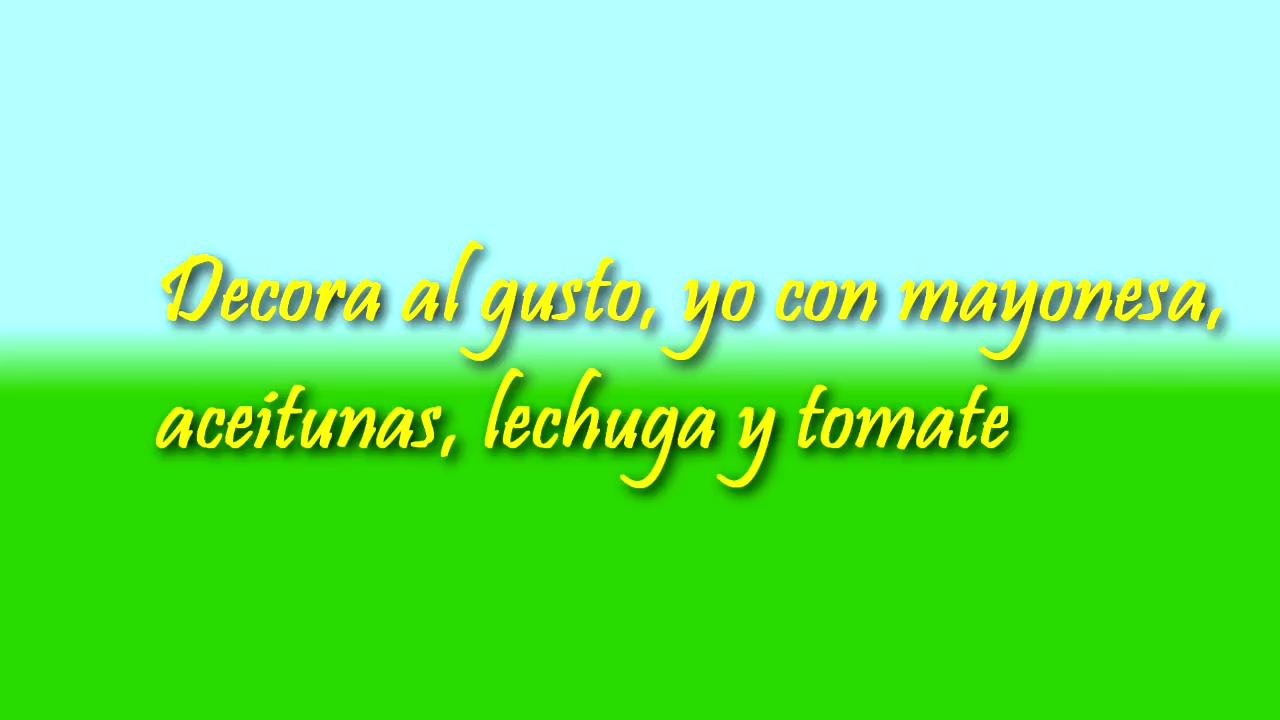 Decora al gusto, yo con mayonesa,
aceitunas, lechuga y tomate